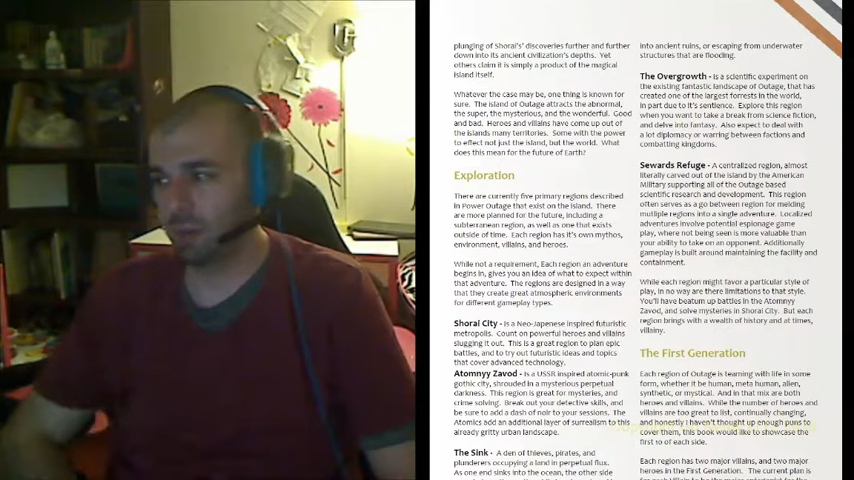 plunging of Shorai's' discoveries further and further
down into its ancient civilization's depths. Yet
others claim it is simply a product of the magical
island itself.
Whatever the case may be, one thing is known for
sure. The island of Outage attracts the abnormal,
the super, the mysterious, and the wonderful. Good
and bad. Heroes and villains have come up out of
the islands many territories. Some with the power
to effect not just the island, but the world. What
does this mean for the future of Earth?
Exploration
There are currently five primary regions described
in Power Outage that exist on the island. There
are more planned for the future, including a
subterranean region, as well as one that exists
outside of time. Each region has it's own mythos,
environment, villains, and heroes.
While not a requirement, Each region an adventure
begins in, gives you an idea of what to expect within
that adventure. The regions are designed in a way
that they create great atmospheric environments
for different gameplay types.
Shorai City - is a Neo-Japenese inspired futuristic
metropolis. Count on powerful heroes and villains
slugging it out. This is a great region to plan epic
battles, and to try out futuristic ideas and topics
that cover advanced technology.
Atomnyy Zavod - is a USSR inspired atomic-punk
gothic city, shrouded in a mysterious perpetual
darkness. This region is great for mysteries, and
crime solving. Break out your detective skills, and
be sure to add a dash of noir to your sessions. The
Atomics add an additional layer of surrealism to this
already gritty urban landscape.
The Sink - A den of thieves, pirates, and
plunderers occupying a land in perpetual flux.
As one end sinks into the ocean, the other side
into ancient ruins, or escaping from underwater
structures that are flooding.
The Overgrowth - is a scientific experiment on
the existing fantastic landscape of Outage, that has
created one of the largest forrests in the world,
in part due to it's sentience. Explore this region
when you want to take a break from science fiction,
and delve into fantasy. Also expect to deal with
a lot diplomacy or warring between factions and
combatting kingdoms.
Sewards Refuge - A centralized region, almost
literally carved out of the island by the American
Military supporting all of the Outage based
scientific research and development. This region
often serves as a go between region for melding
mutliple regions into a single adventure. Localized
adventures involve potential espionage game
play, where not being seen is more valuable than
your ability to take on an opponent. Additionally
gameplay is built around maintaining the facility and
containment.
While each region might favor a particular style of
play, in no way are there limitations to that style.
You'll have beatum up battles in the Atomnyy
Zavod, and solve mysteries in Shorai City. But each
region brings with a wealth of history and at times,
villainy.
The First Generation
Each region of Outage is teaming with life in some
form, whether it be human, meta human, alien,
synthetic, or mystical. And in that mix are both
heroes and villains. While the number of heroes and
villains are too great to list, continually changing,
and honestly I haven't thought up enough puns to
cover them, this book would like to showcase the
first 10 of each side.
Each region has two major villains, and two major
heroes in the First Generation. The current plan is